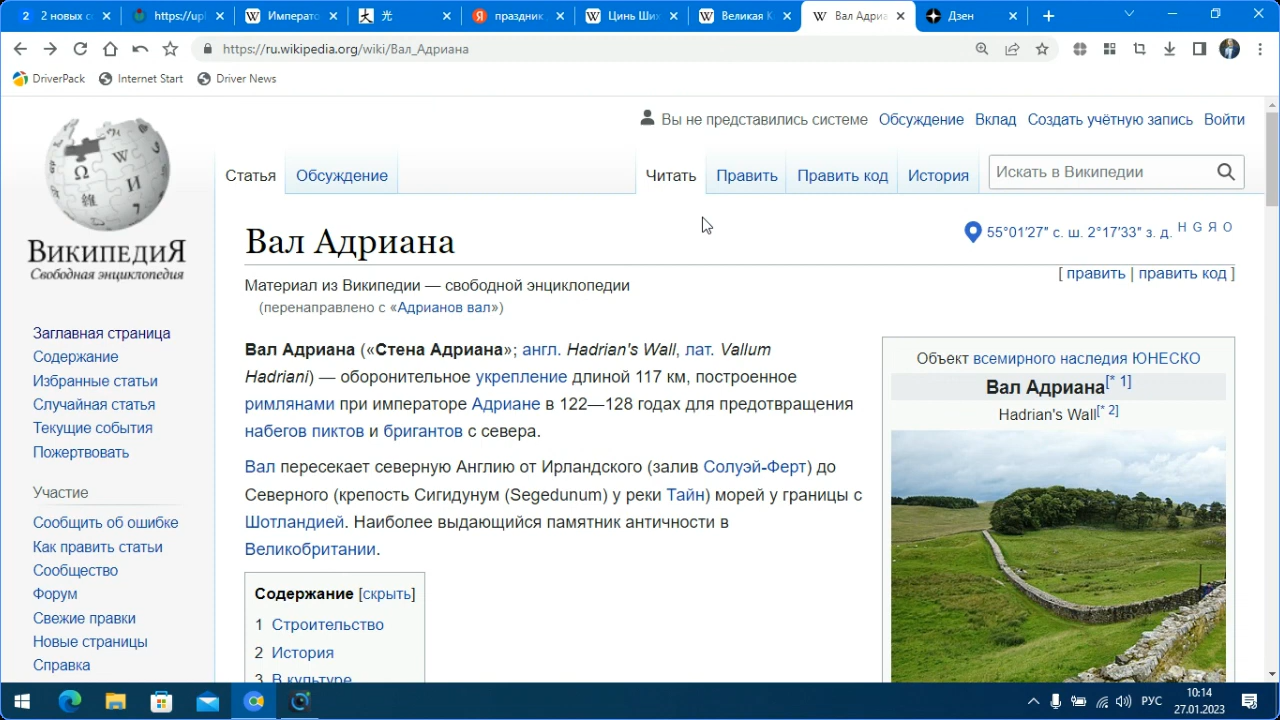 2 новых с
https://upl
W Императо
光
праздник
W Цинь Ших
W Великая К
W Вал Адриа
Дзен
https://ru.wikipedia.org/wiki/Вал_Адриана
DriverPack Internet Start Driver News
Вы не представились системе Обсуждение Вклад Создать учётную запись Войти
Статья Обсуждение Читать Править Править код История Искать в Википедии
ВикипедиЯ
Свободная энциклопедия
Вал Адриана
55°01′27″ с. ш. 2°17′33″ з. д. H G Я O
[ править | править код ]
Материал из Википедии — свободной энциклопедии
(перенаправлено с «Адрианов вал»)
Заглавная страница
Содержание
Избранные статьи
Случайная статья
Текущие события
Пожертвовать
Участие
Сообщить об ошибке
Как править статьи
Сообщество
Форум
Свежие правки
Новые страницы
Справка
Вал Адриана («Стена Адриана»; англ. Hadrian's Wall, лат. Vallum
Hadriani) — оборонительное укрепление длиной 117 км, построенное
римлянами при императоре Адриане в 122—128 годах для предотвращения
набегов пиктов и бригантов с севера.
Вал пересекает северную Англию от Ирландского (залив Солуэй-Ферт) до
Северного (крепость Сигидунум (Segedunum) у реки Тайн) морей у границы с
Шотландией. Наиболее выдающийся памятник античности в
Великобритании.
Содержание [скрыть]
1 Строительство
2 История
3 В культуре
Объект всемирного наследия ЮНЕСКО
Вал Адриана[* 1]
Hadrian's Wall[* 2]
РУС
10:14
27.01.2023